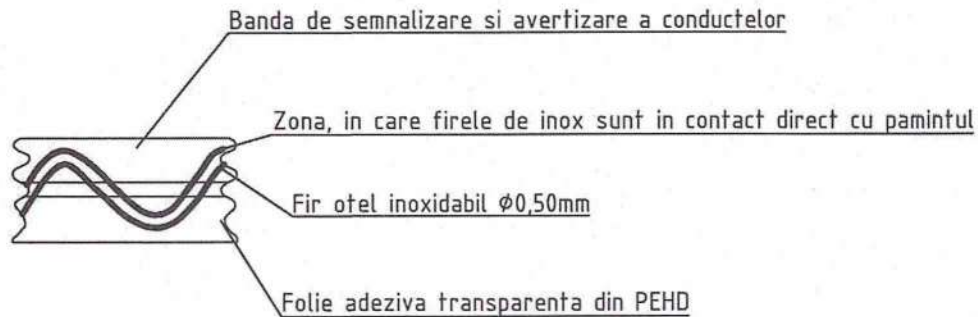 Banda de semnalizare si avertizare a conductelor
Zona, in care firele de inox sunt in contact direct cu pamintul
Fir otel inoxidabil Φ0,50mm
Folie adeziva transparenta din PEHD